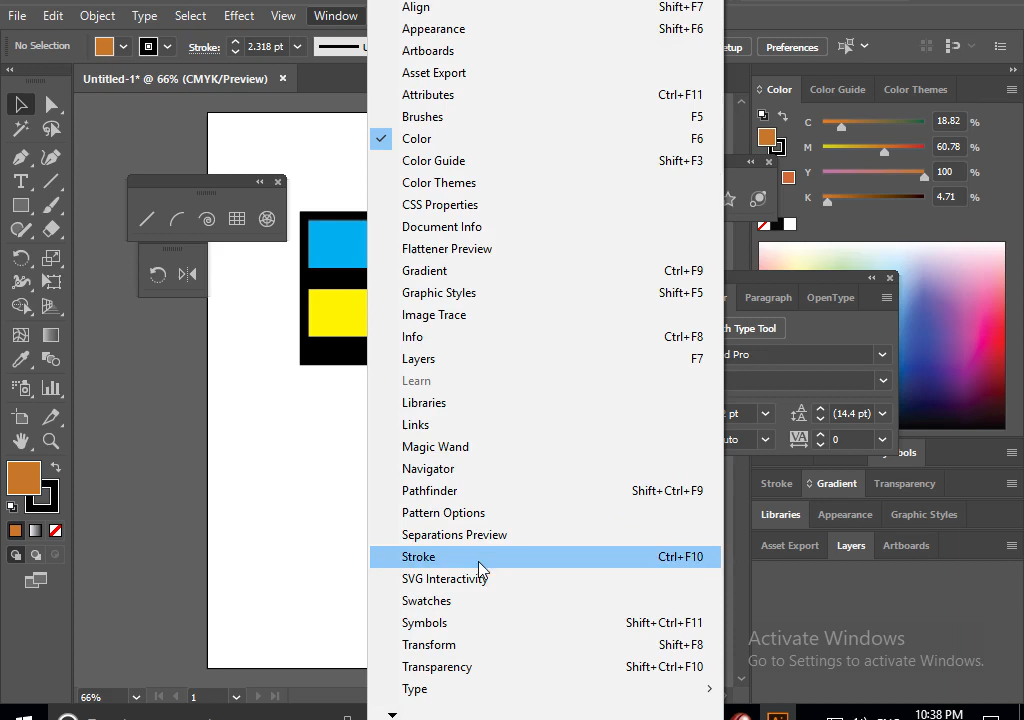 File Edit Object Type Select Effect View Window
No Selection Stroke: 2.318 pt Preferences
Untitled-1* @ 66% (CMYK/Preview)
Align Shift+F7
Appearance Shift+F6
Artboards
Asset Export
Attributes Ctrl+F11
Brushes F5
Color F6
Color Guide Shift+F3
Color Themes
CSS Properties
Document Info
Flattener Preview
Gradient Ctrl+F9
Graphic Styles Shift+F5
Image Trace
Info Ctrl+F8
Layers F7
Learn
Libraries
Links
Magic Wand
Navigator
Pathfinder Shift+Ctrl+F9
Pattern Options
Separations Preview
Stroke Ctrl+F10
SVG Interactivity
Swatches
Symbols Shift+Ctrl+F11
Transform Shift+F8
Transparency Shift+Ctrl+F10
Type
Color Color Guide Color Themes
C 18.82 %
M 60.78 %
Y 100 %
K 4.71 %
Paragraph OpenType
Type Tool
Pro
pt (14.4 pt)
0
Stroke Gradient Transparency
Libraries Appearance Graphic Styles
Asset Export Layers Artboards
Activate Windows
Go to Settings to activate Windows.
66% 1
10:38 PM